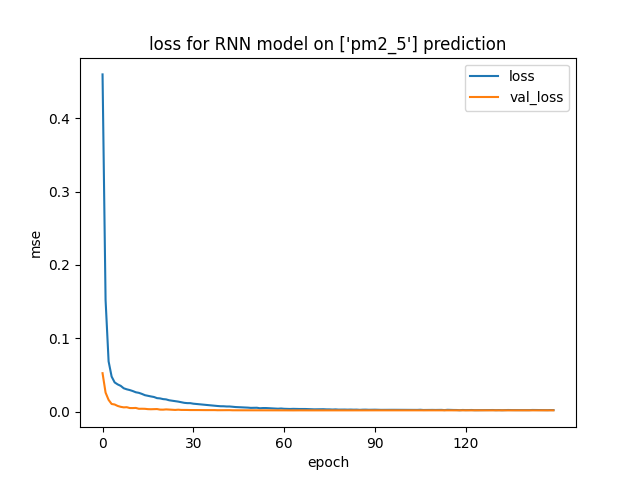 loss for RNN model on ['pm2_5'] prediction
loss
val_loss
mse
0.4
0.3
0.2
0.1
0.0
0 30 60 90 120
epoch